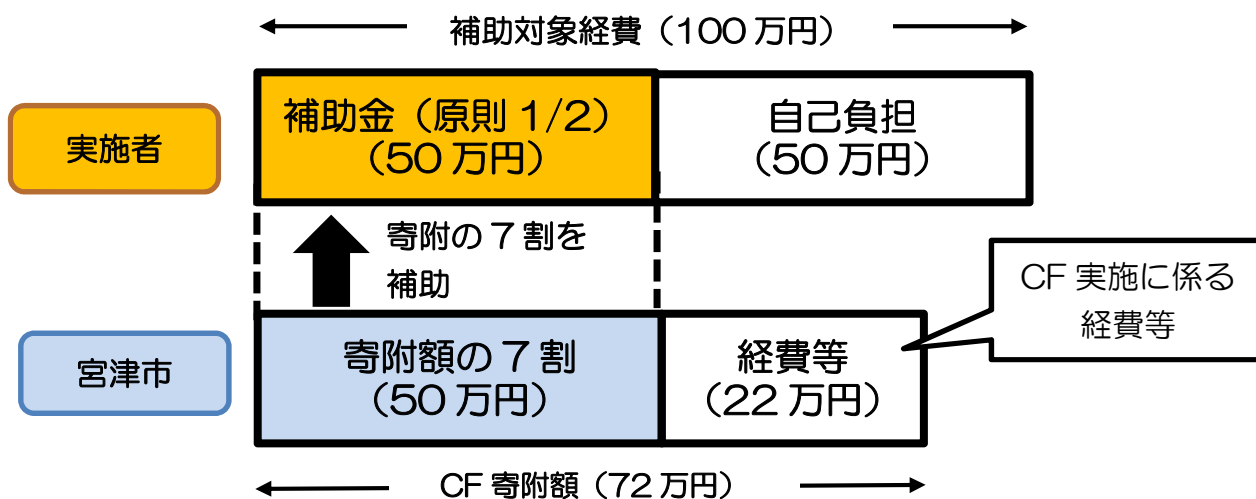 補助対象経費（100 万円）
実施者
補助金（原則 1/2）
（50 万円）
自己負担
（50 万円）
寄附の 7 割を
補助
CF 実施に係る
経費等
宮津市
寄附額の 7 割
（50 万円）
経費等
（22 万円）
CF 寄附額（72 万円）